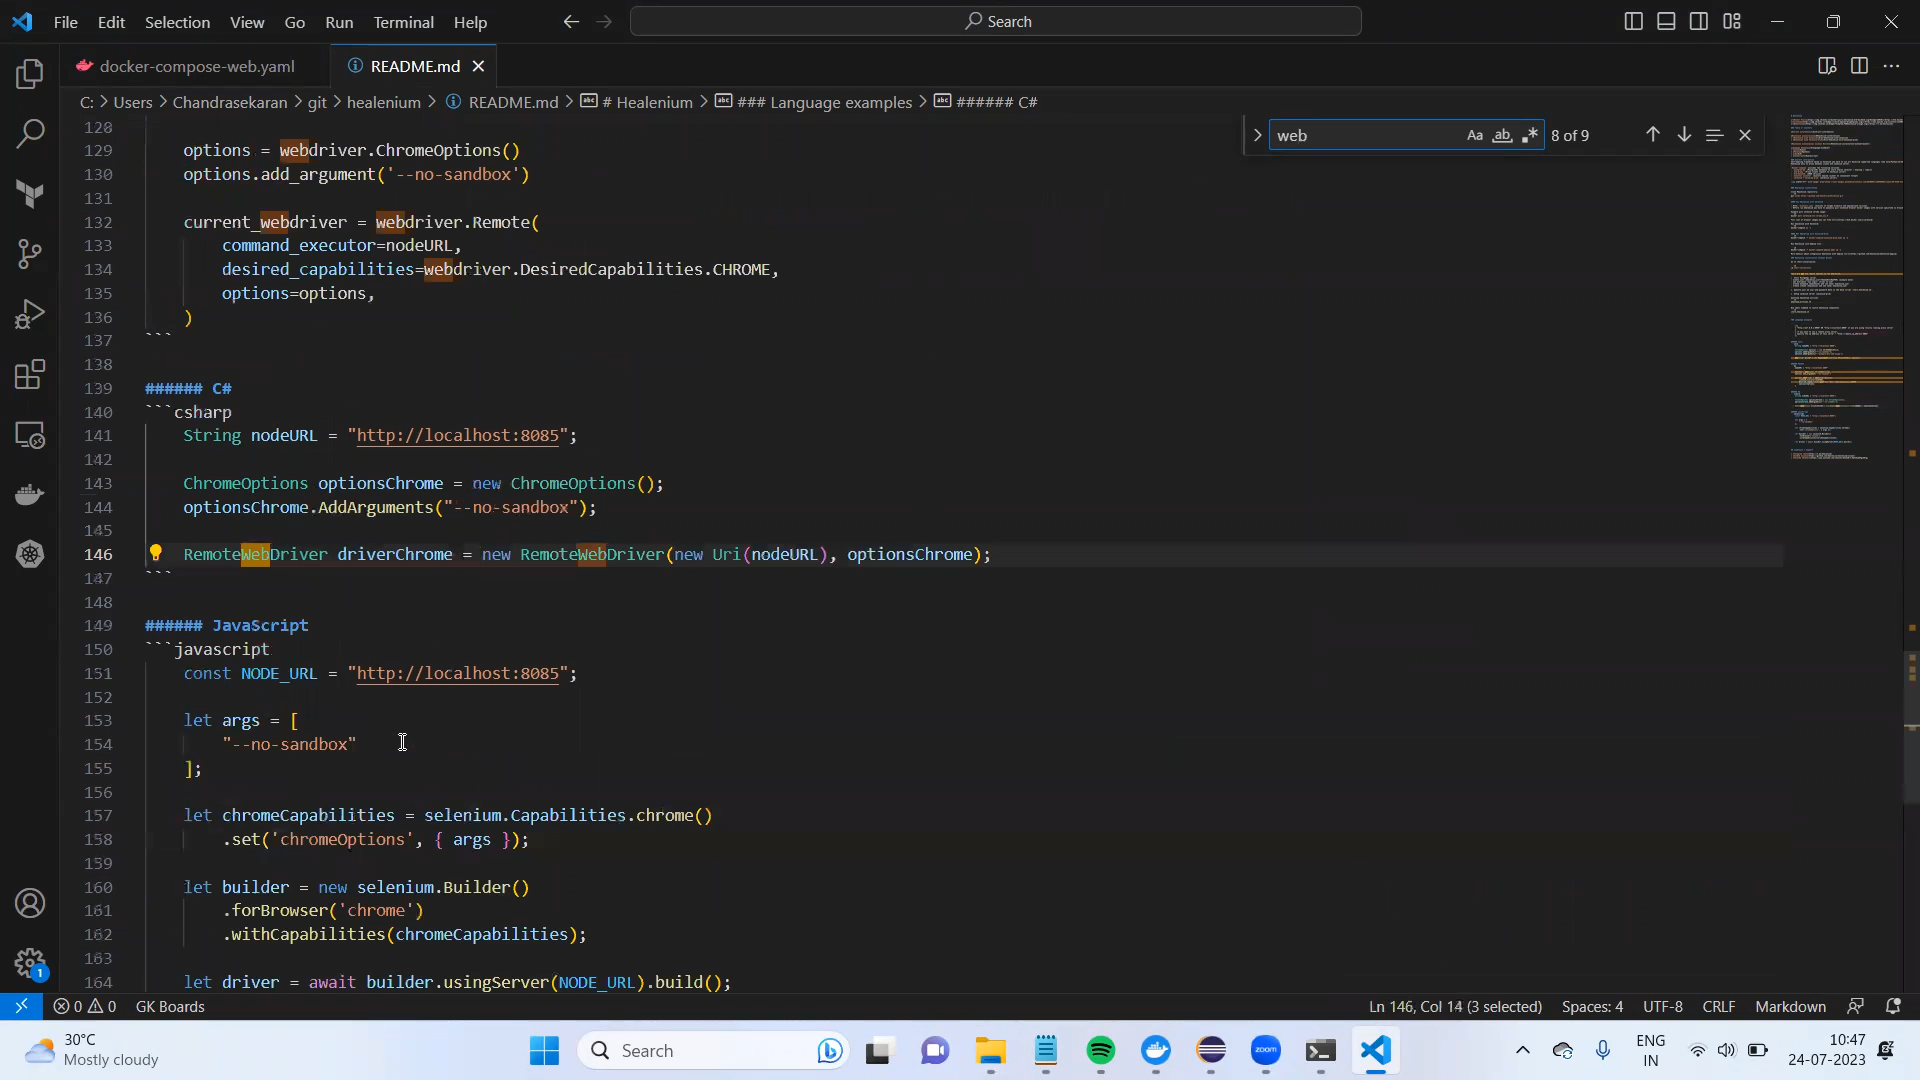 File Edit Selection View Go Run Terminal Help
Search
docker-compose-web.yaml
README.md
C: > Users > Chandrasekaran > git > healenium > README.md > # Healenium > ### Language examples > ###### C#
web
Aa ab .* 8 of 9
128
129 options = webdriver.ChromeOptions()
130 options.add_argument('--no-sandbox')
131
132 current_webdriver = webdriver.Remote(
133 command_executor=nodeURL,
134 desired_capabilities=webdriver.DesiredCapabilities.CHROME,
135 options=options,
136 )
137 ```
138
139 ###### C#
140 ```csharp
141 String nodeURL = "http://localhost:8085";
142
143 ChromeOptions optionsChrome = new ChromeOptions();
144 optionsChrome.AddArguments("--no-sandbox");
145
146 RemoteWebDriver driverChrome = new RemoteWebDriver(new Uri(nodeURL), optionsChrome);
147 ```
148
149 ###### JavaScript
150 ```javascript
151 const NODE_URL = "http://localhost:8085";
152
153 let args = [
154 "--no-sandbox"
155 ];
156
157 let chromeCapabilities = selenium.Capabilities.chrome()
158 .set('chromeOptions', { args });
159
160 let builder = new selenium.Builder()
161 .forBrowser('chrome')
162 .withCapabilities(chromeCapabilities);
163
164 let driver = await builder.usingServer(NODE_URL).build();
1
0 0 GK Boards
Ln 146, Col 14 (3 selected) Spaces: 4 UTF-8 CRLF Markdown
30°C
Mostly cloudy
Search
zoom
ENG
IN
10:47
24-07-2023